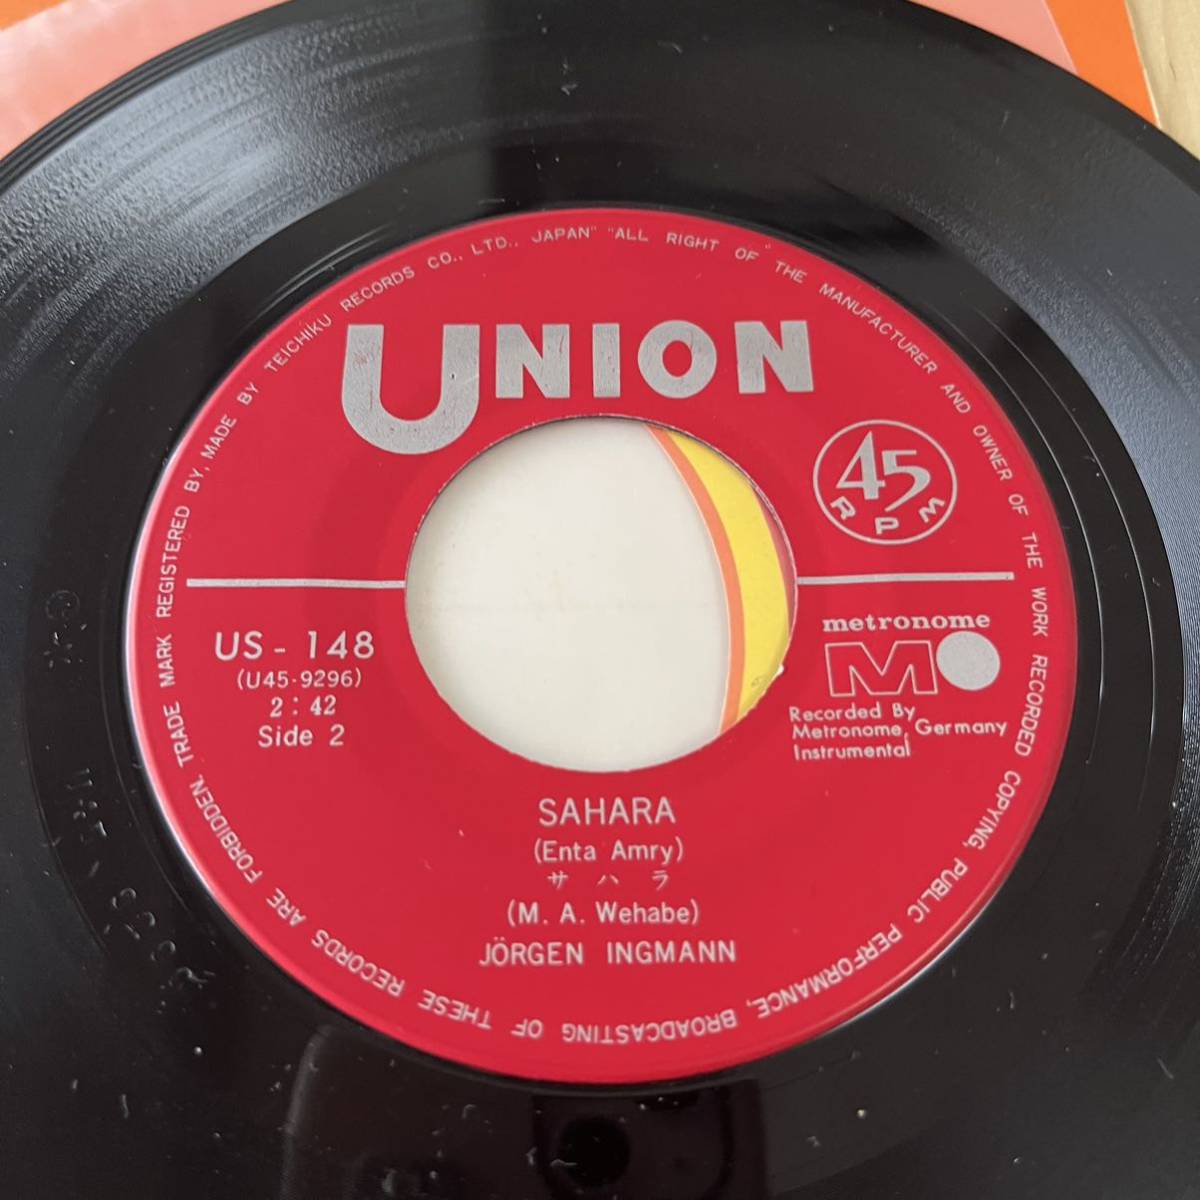 TRADE MARK REGISTERED BY, MADE BY TEICHIKU RECORDS CO., LTD., JAPAN" "ALL RIGHT OF THE MANUFACTURER AND OWNER OF THE WORK RECORDED COPYING, PUBLIC PERFORMANCE, BROADCASTING OF THESE RECORDS ARE FORBIDDEN.
UNION
45
RPM
US - 148
(U45-9296)
2:42
Side 2
metronome
M
Recorded By
Metronome, Germany
Instrumental
SAHARA
(Enta Amry)
サハラ
(M. A. Wehabe)
JÖRGEN INGMANN